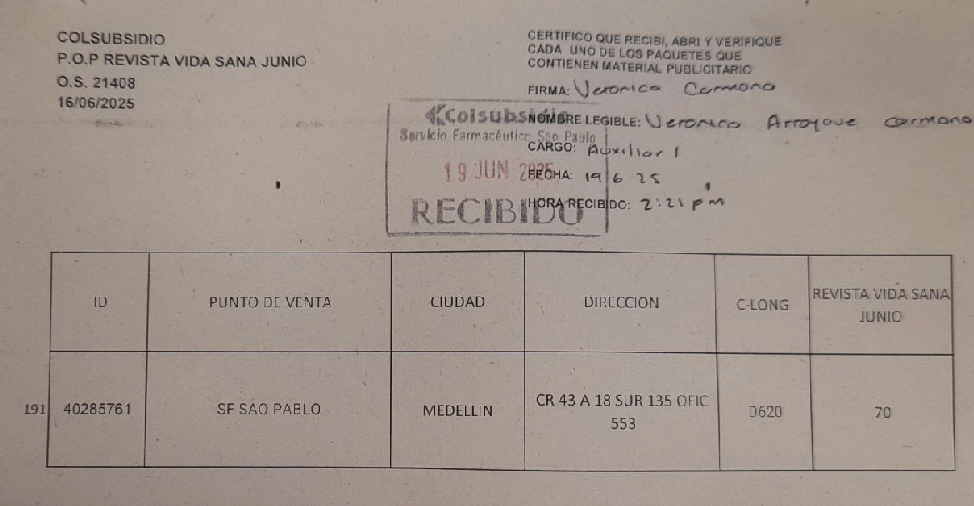 COLSUBSIDIO
P.O.P REVISTA VIDA SANA JUNIO
O.S. 21408
16/06/2025
CERTIFICO QUE RECIBI, ABRI Y VERIFIQUE
CADA UNO DE LOS PAQUETES QUE
CONTIENEN MATERIAL PUBLICITARIO
FIRMA: Veronica Carmona
NOMBRE LEGIBLE: Veronica Arroyave Carmona
CARGO: Auxiliar 1
FECHA: 19 6 25
HORA RECIBIDO: 2:21 pm
Colsubsidio
Servicio Farmacéutico Sao Pablo
19 JUN 2025
RECIBIDO
ID PUNTO DE VENTA CIUDAD DIRECCION C-LONG REVISTA VIDA SANA
JUNIO
191 40285761 SF SAO PABLO MEDELLIN CR 43 A 18 SUR 135 OFIC 0620 70
553